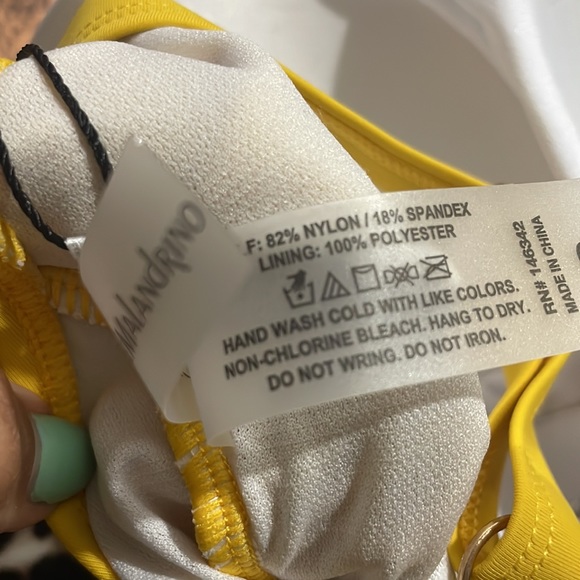 MALANDRINO
F: 82% NYLON / 18% SPANDEX
LINING: 100% POLYESTER
HAND WASH COLD WITH LIKE COLORS.
NON-CHLORINE BLEACH. HANG TO DRY.
DO NOT WRING. DO NOT IRON.
RN# 146342
MADE IN CHINA